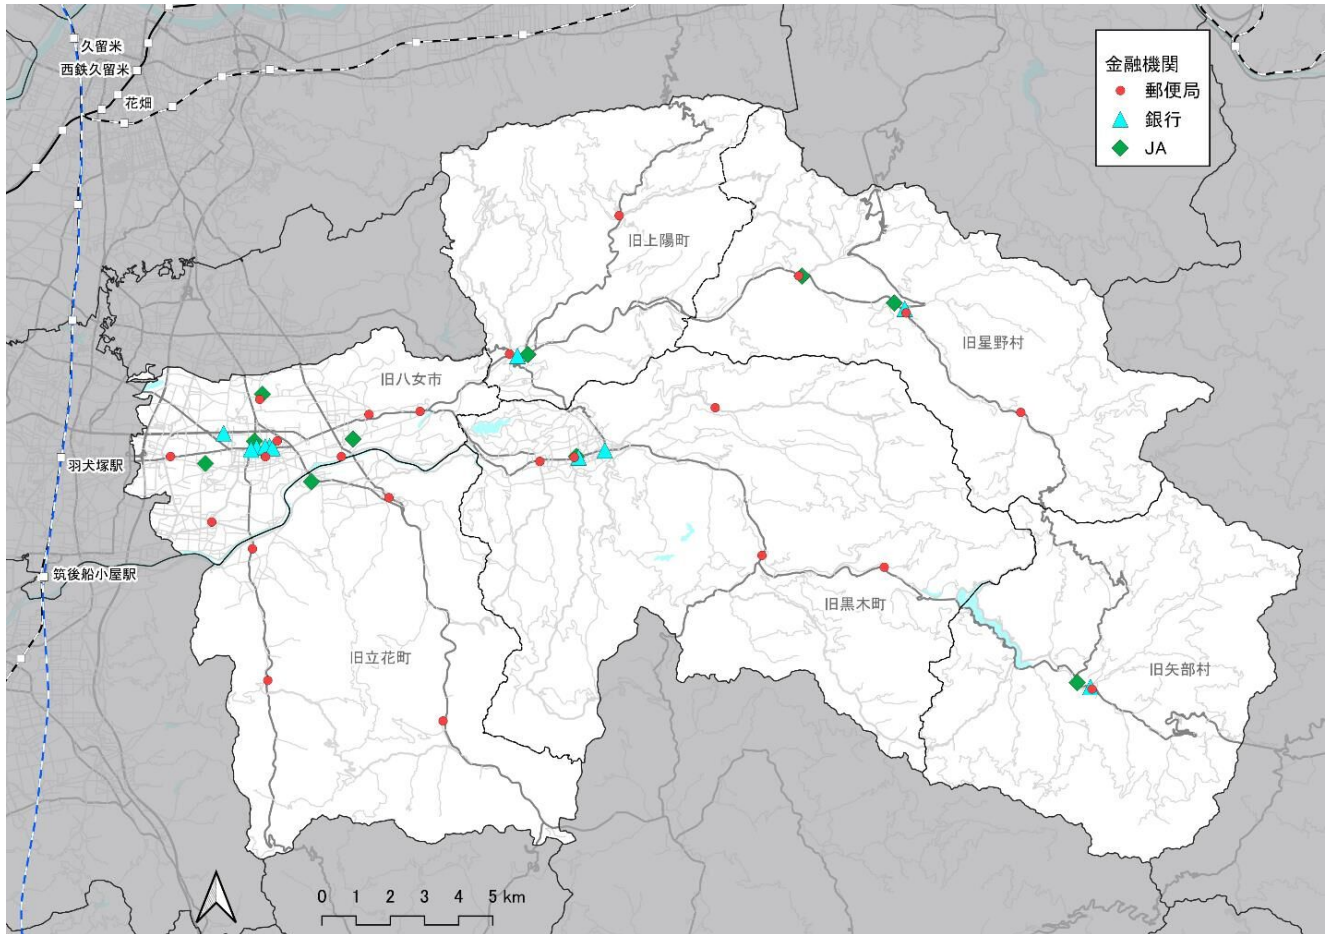 久留米
西鉄久留米
花畑
金融機関
郵便局
銀行
JA
旧上陽町
旧星野村
旧八女市
羽犬塚駅
筑後船小屋駅
旧黒木町
旧立花町
旧矢部村
0 1 2 3 4 5 km